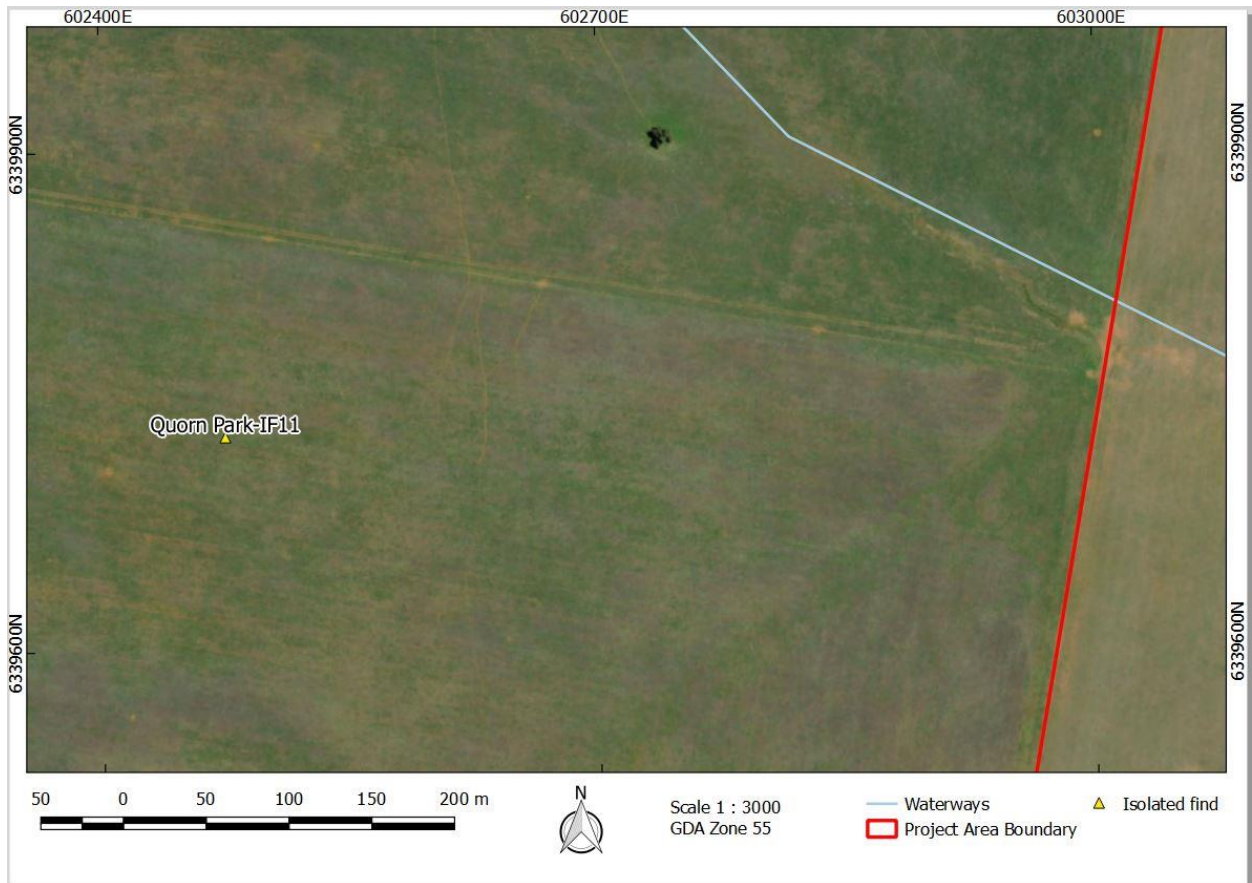 602400E 602700E 603000E
6339900N 6339900N
Quorn Park-IF11
6339600N 6339600N
50 0 50 100 150 200 m
N
Scale 1 : 3000
GDA Zone 55
Waterways
Project Area Boundary
Isolated find